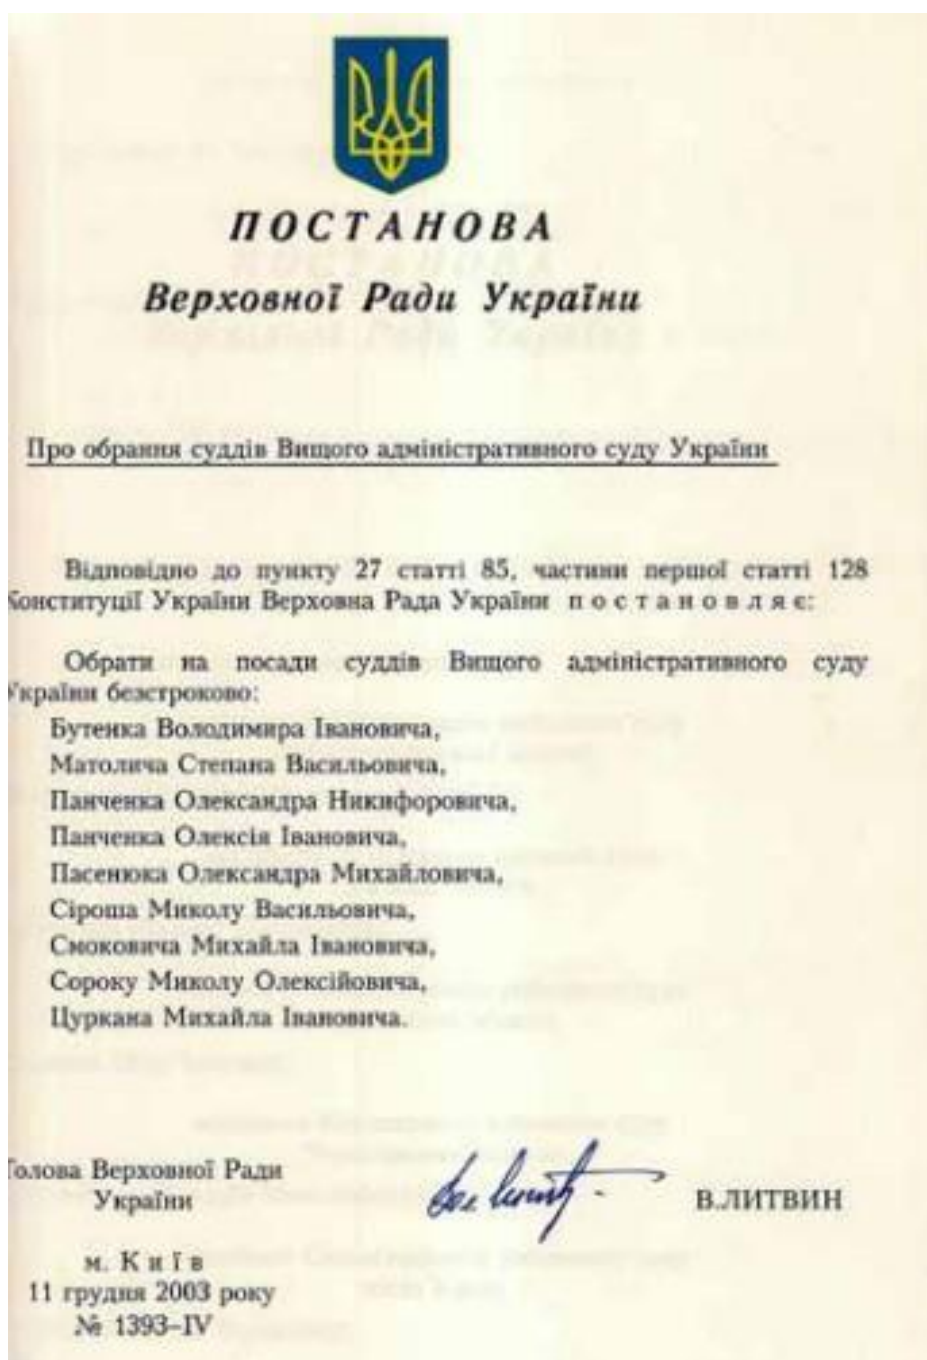 ПОСТАНОВА
Верховної Ради України
Про обрання суддів Вищого адміністративного суду України
Відповідно до пункту 27 статті 85, частини першої статті 128
Конституції України Верховна Рада України п о с т а н о в л я є:
Обрати на посади суддів Вищого адміністративного суду
України безстроково:
Бутенка Володимира Івановича,
Матолича Степана Васильовича,
Панченка Олександра Никифоровича,
Панченка Олексія Івановича,
Пасенюка Олександра Михайловича,
Сіроша Миколу Васильовича,
Смоковича Михайла Івановича,
Сороку Миколу Олексійовича,
Цуркана Михайла Івановича.
Голова Верховної Ради
України
В.ЛИТВИН
м. К и ї в
11 грудня 2003 року
№ 1393–IV